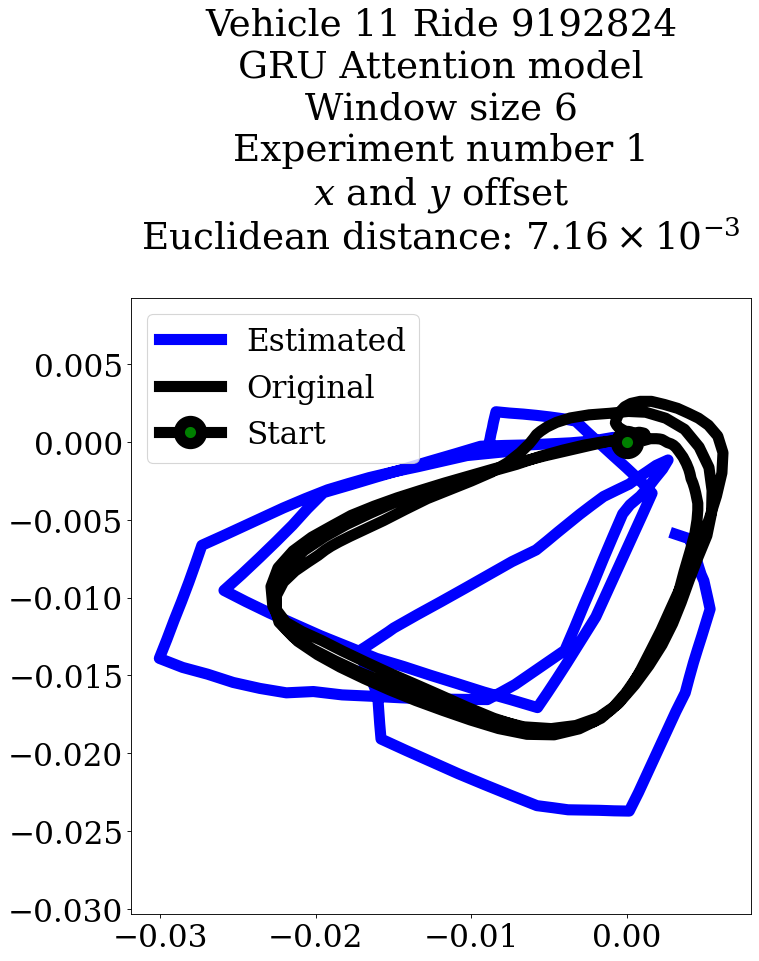 Vehicle 11 Ride 9192824
GRU Attention model
Window size 6
Experiment number 1
x and y offset
Euclidean distance: 7.16 × 10⁻³
Estimated
Original
Start
0.005
0.000
−0.005
−0.010
−0.015
−0.020
−0.025
−0.030
−0.03 −0.02 −0.01 0.00